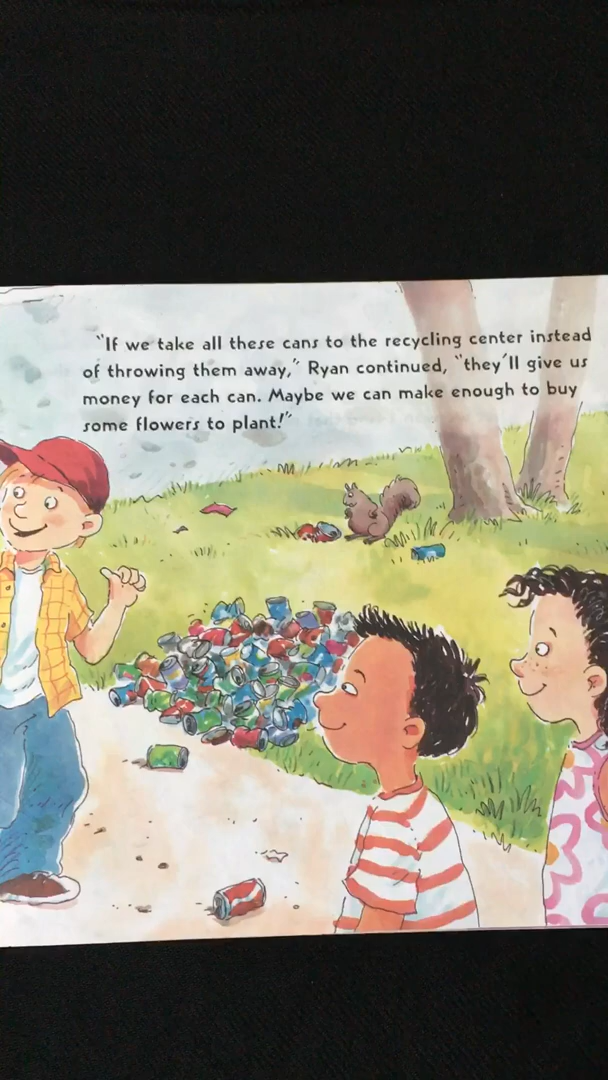 "If we take all these cans to the recycling center instead
of throwing them away," Ryan continued, "they'll give us
money for each can. Maybe we can make enough to buy
some flowers to plant!"